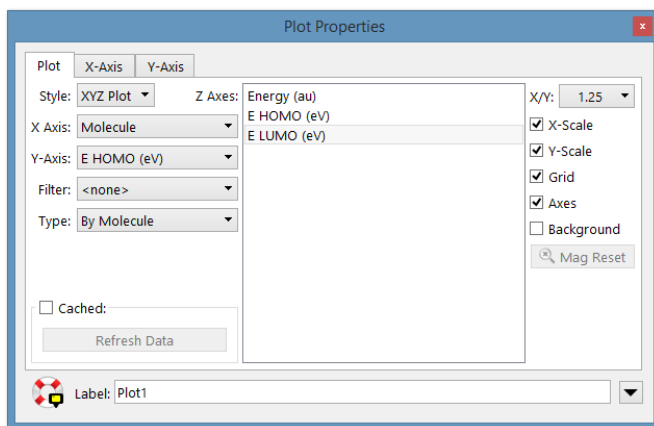 Plot Properties
x
Plot X-Axis Y-Axis
Style: XYZ Plot Z Axes: Energy (au) X/Y: 1.25
E HOMO (eV)
X Axis: Molecule X-Scale
E LUMO (eV)
Y-Axis: E HOMO (eV) Y-Scale
Filter: <none> Grid
Axes
Type: By Molecule
Background
Mag Reset
Cached:
Refresh Data
Label: Plot1